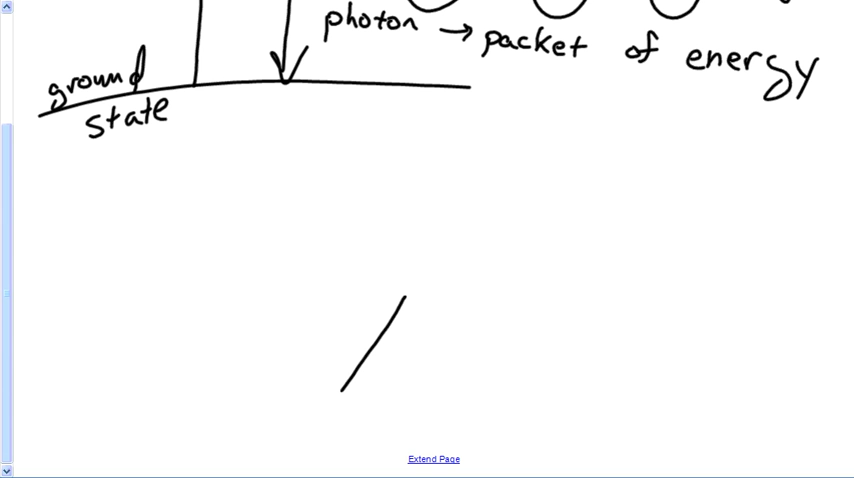 photon → packet of energy
ground
state
Extend Page